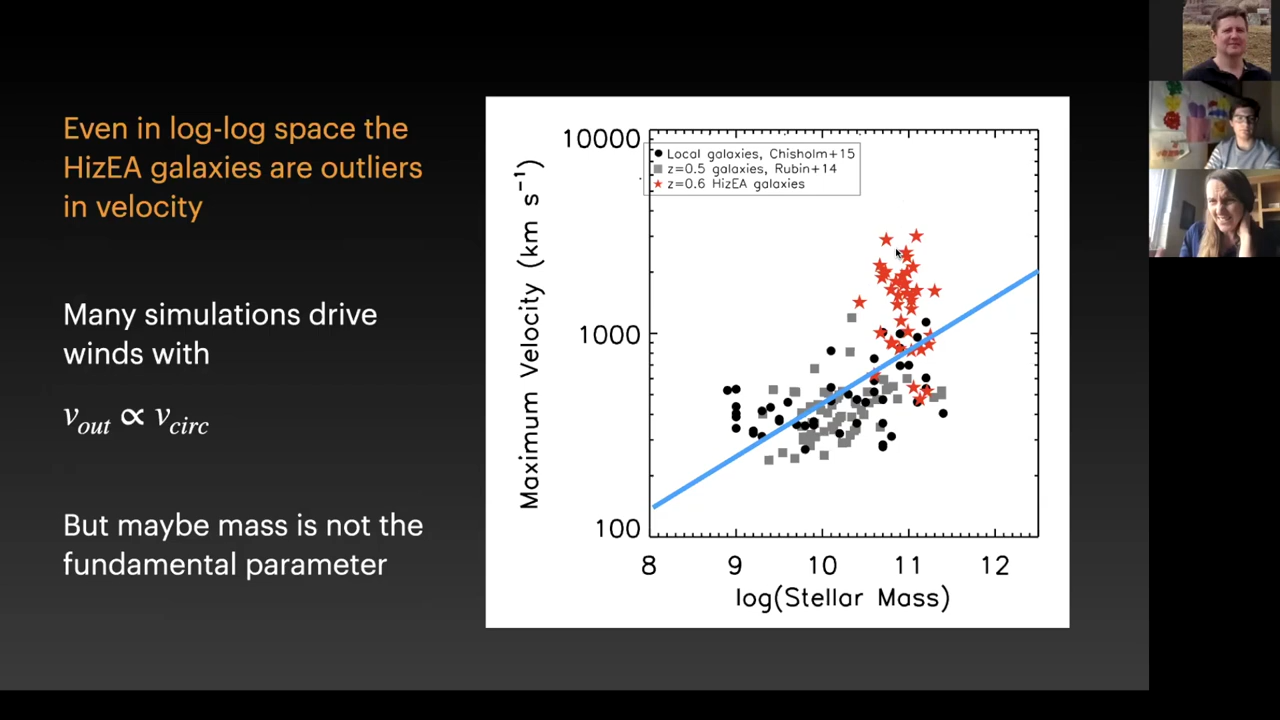 Even in log-log space the
HizEA galaxies are outliers
in velocity
Many simulations drive
winds with
v_out ∝ v_circ
But maybe mass is not the
fundamental parameter
Maximum Velocity (km s⁻¹)
10000
1000
100
Local galaxies, Chisholm+15
z=0.5 galaxies, Rubin+14
z=0.6 HizEA galaxies
8 9 10 11 12
log(Stellar Mass)